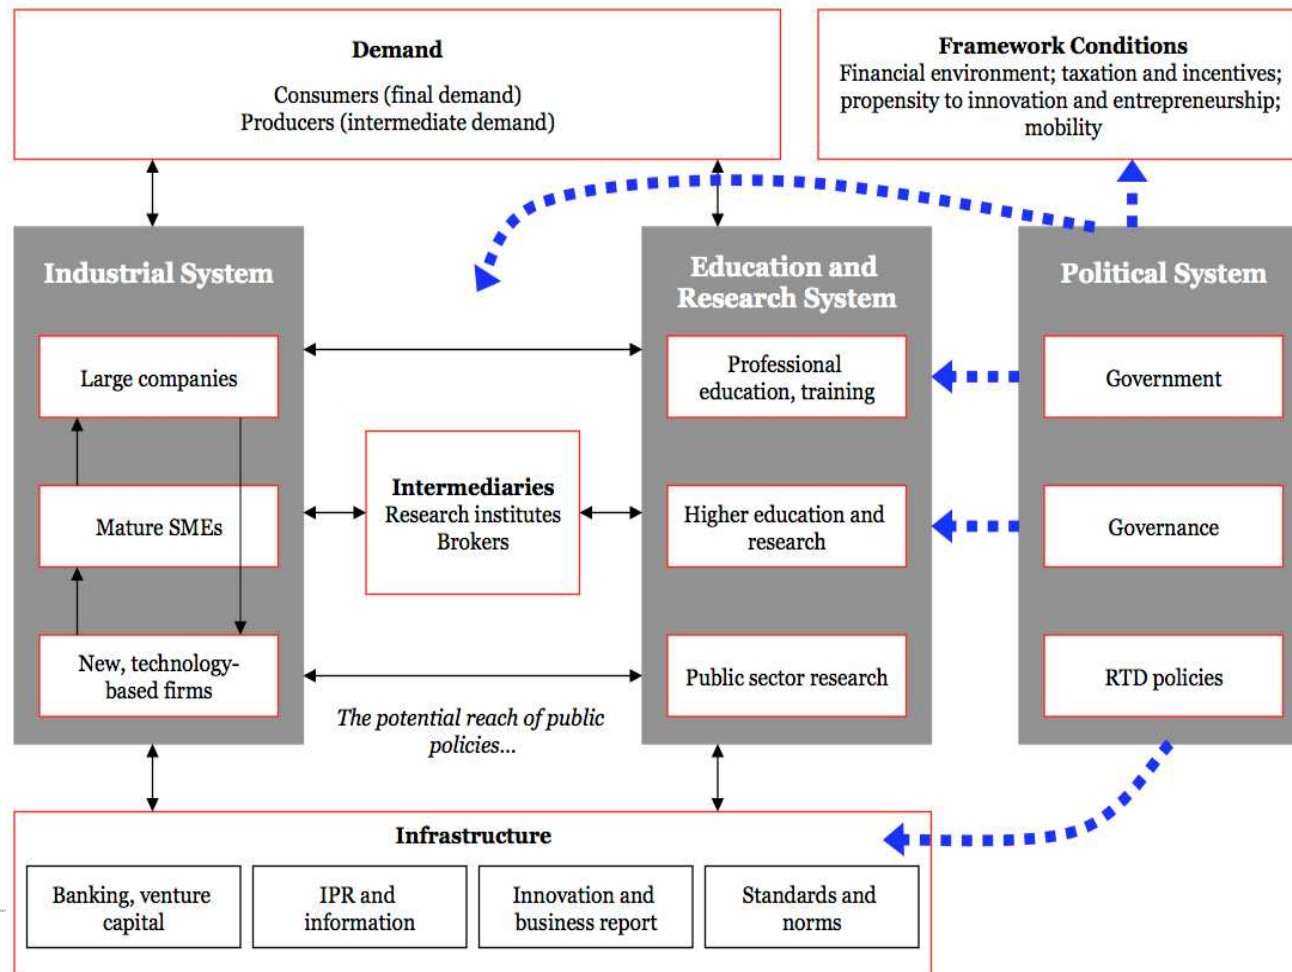 Demand
Consumers (final demand)
Producers (intermediate demand)
Framework Conditions
Financial environment; taxation and incentives;
propensity to innovation and entrepreneurship;
mobility
Industrial System
Large companies
Mature SMEs
New, technology-
based firms
Intermediaries
Research institutes
Brokers
The potential reach of public
policies...
Education and
Research System
Professional
education, training
Higher education and
research
Public sector research
Political System
Government
Governance
RTD policies
Infrastructure
Banking, venture
capital
IPR and
information
Innovation and
business report
Standards and
norms